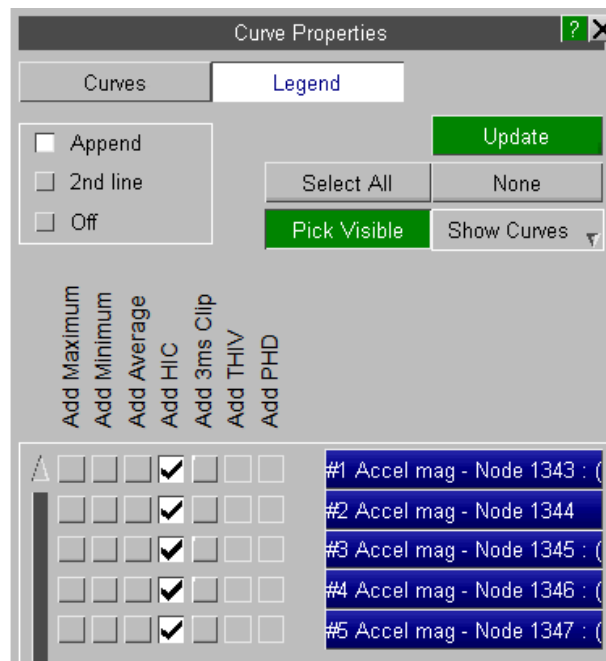 Curve Properties ? X
Curves Legend
Append Update
2nd line Select All None
Off Pick Visible Show Curves
Add Maximum
Add Minimum
Add Average
Add HIC
Add 3ms Clip
Add THIV
Add PHD
#1 Accel mag - Node 1343 : (
#2 Accel mag - Node 1344
#3 Accel mag - Node 1345 : (
#4 Accel mag - Node 1346 : (
#5 Accel mag - Node 1347 : (